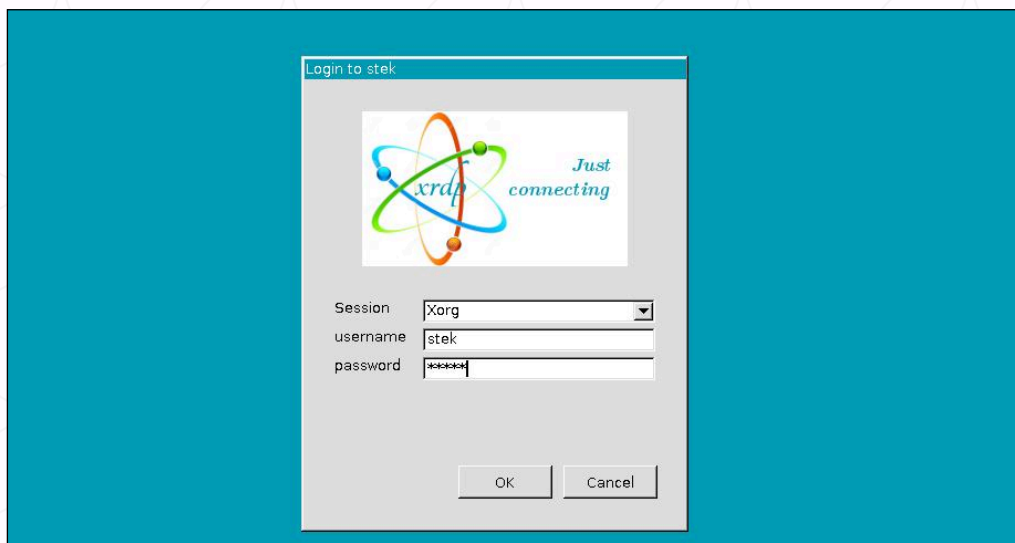 Login to stek
Just
xrdp connecting
Session Xorg
username stek
password *****
OK Cancel